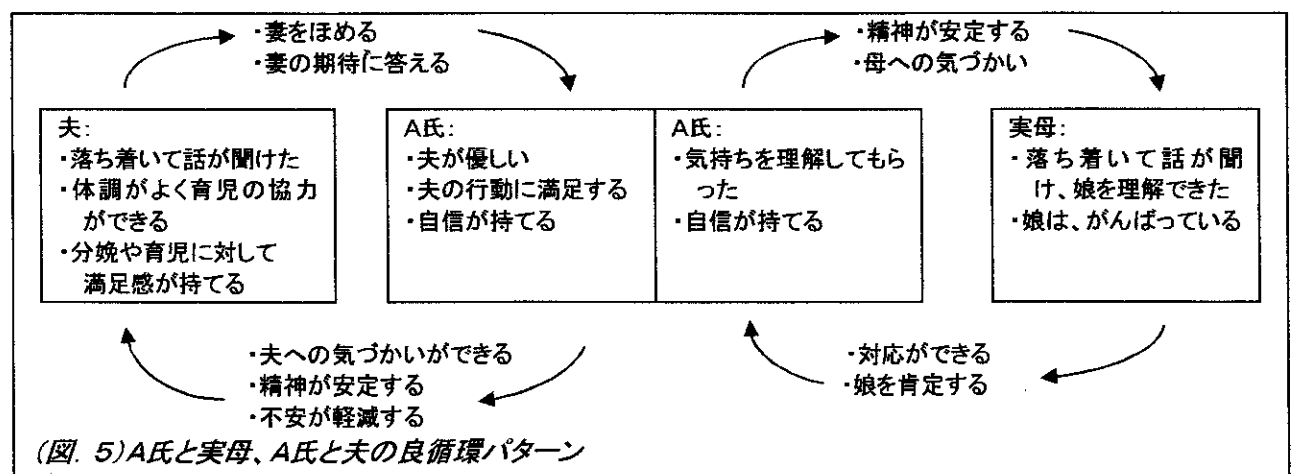 ・妻をほめる
・妻の期待に答える
・精神が安定する
・母への気づかい
夫:
・落ち着いて話が聞けた
・体調がよく育児の協力
ができる
・分娩や育児に対して
満足感が持てる
A氏:
・夫が優しい
・夫の行動に満足する
・自信が持てる
A氏:
・気持ちを理解してもら
った
・自信が持てる
実母:
・落ち着いて話が聞
け、娘を理解できた
・娘は、がんばっている
・夫への気づかいができる
・精神が安定する
・不安が軽減する
・対応ができる
・娘を肯定する
(図. 5)A氏と実母、A氏と夫の良循環パターン